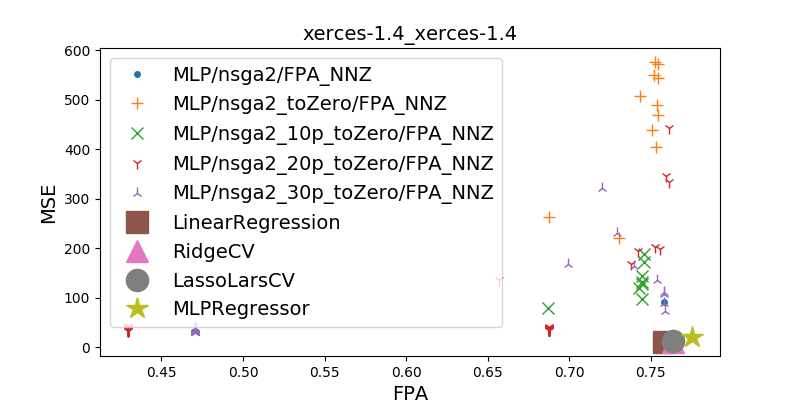 xerces-1.4_xerces-1.4
600
500
400
300
200
100
0
MSE
MLP/nsga2/FPA_NNZ
MLP/nsga2_toZero/FPA_NNZ
MLP/nsga2_10p_toZero/FPA_NNZ
MLP/nsga2_20p_toZero/FPA_NNZ
MLP/nsga2_30p_toZero/FPA_NNZ
LinearRegression
RidgeCV
LassoLarsCV
MLPRegressor
0.45 0.50 0.55 0.60 0.65 0.70 0.75
FPA